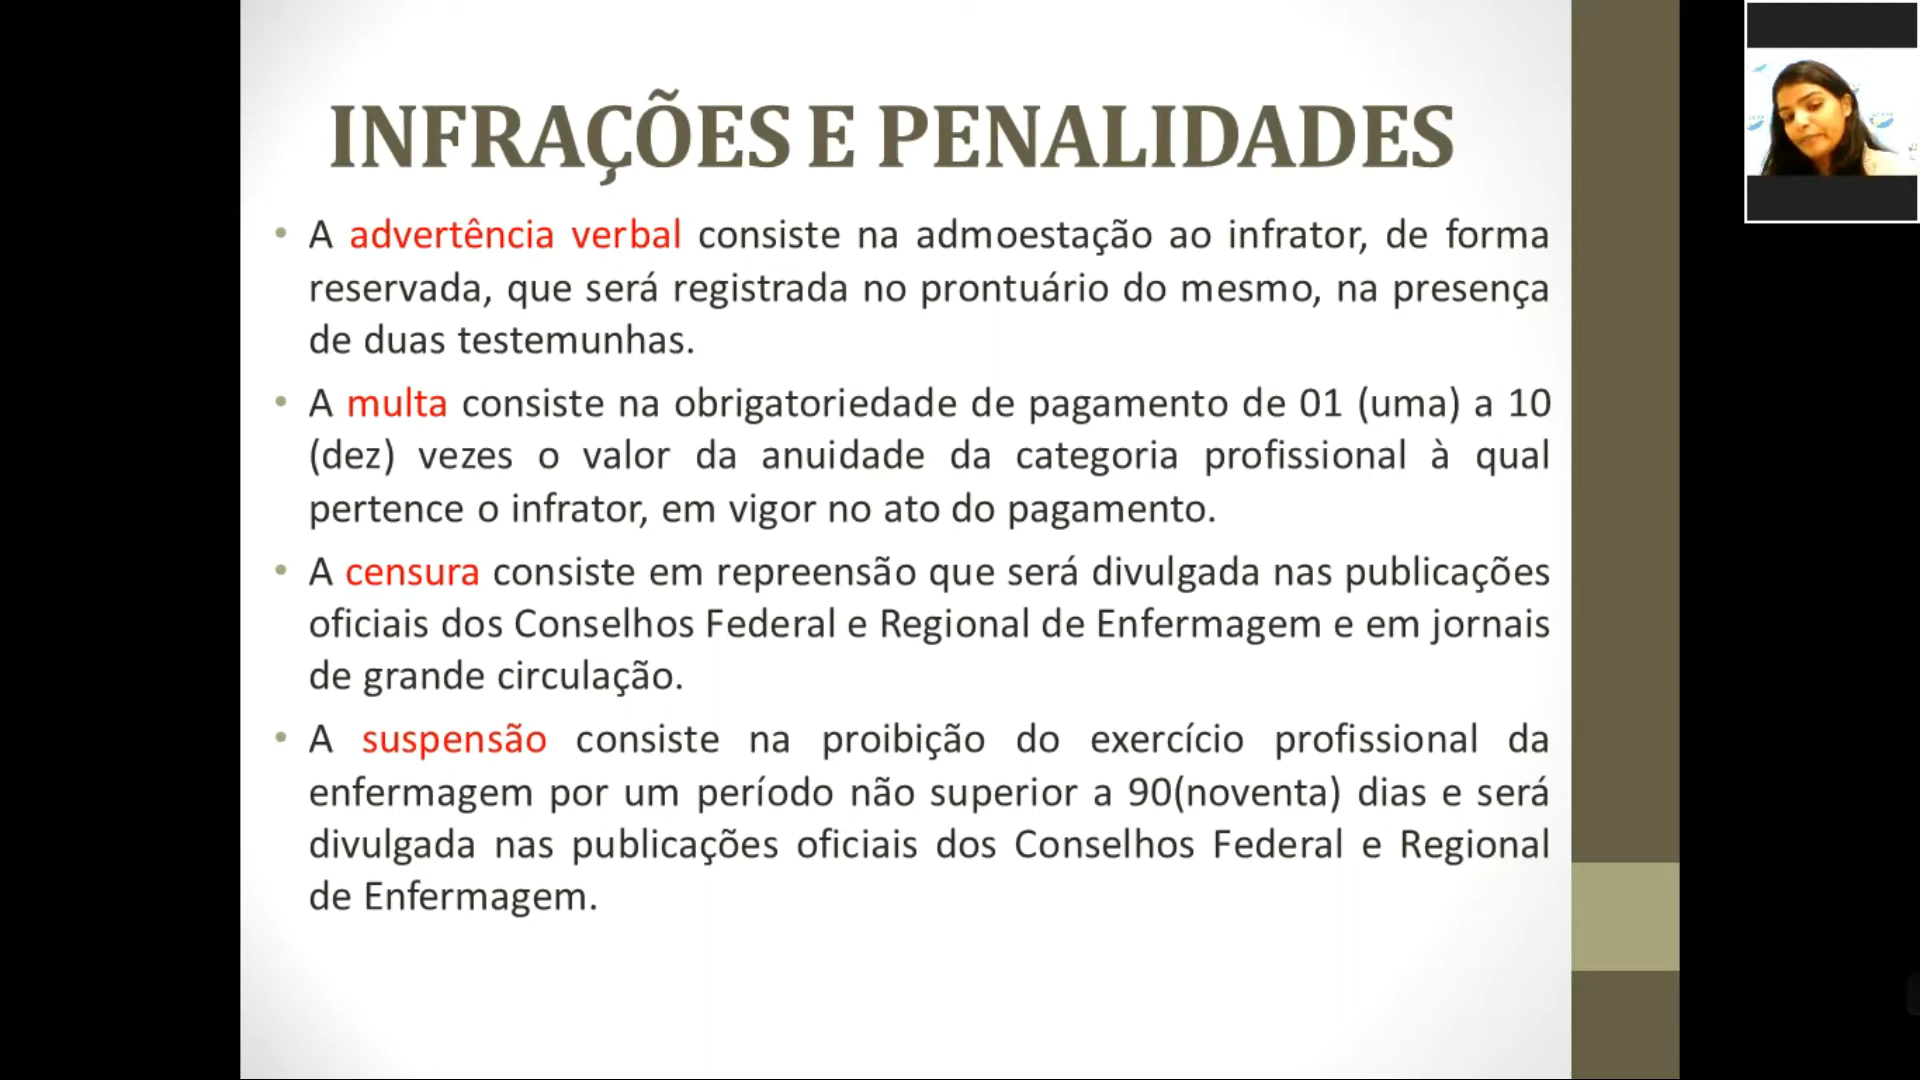 INFRAÇÕES E PENALIDADES
• A advertência verbal consiste na admoestação ao infrator, de forma
reservada, que será registrada no prontuário do mesmo, na presença
de duas testemunhas.
• A multa consiste na obrigatoriedade de pagamento de 01 (uma) a 10
(dez) vezes o valor da anuidade da categoria profissional à qual
pertence o infrator, em vigor no ato do pagamento.
• A censura consiste em repreensão que será divulgada nas publicações
oficiais dos Conselhos Federal e Regional de Enfermagem e em jornais
de grande circulação.
• A suspensão consiste na proibição do exercício profissional da
enfermagem por um período não superior a 90(noventa) dias e será
divulgada nas publicações oficiais dos Conselhos Federal e Regional
de Enfermagem.